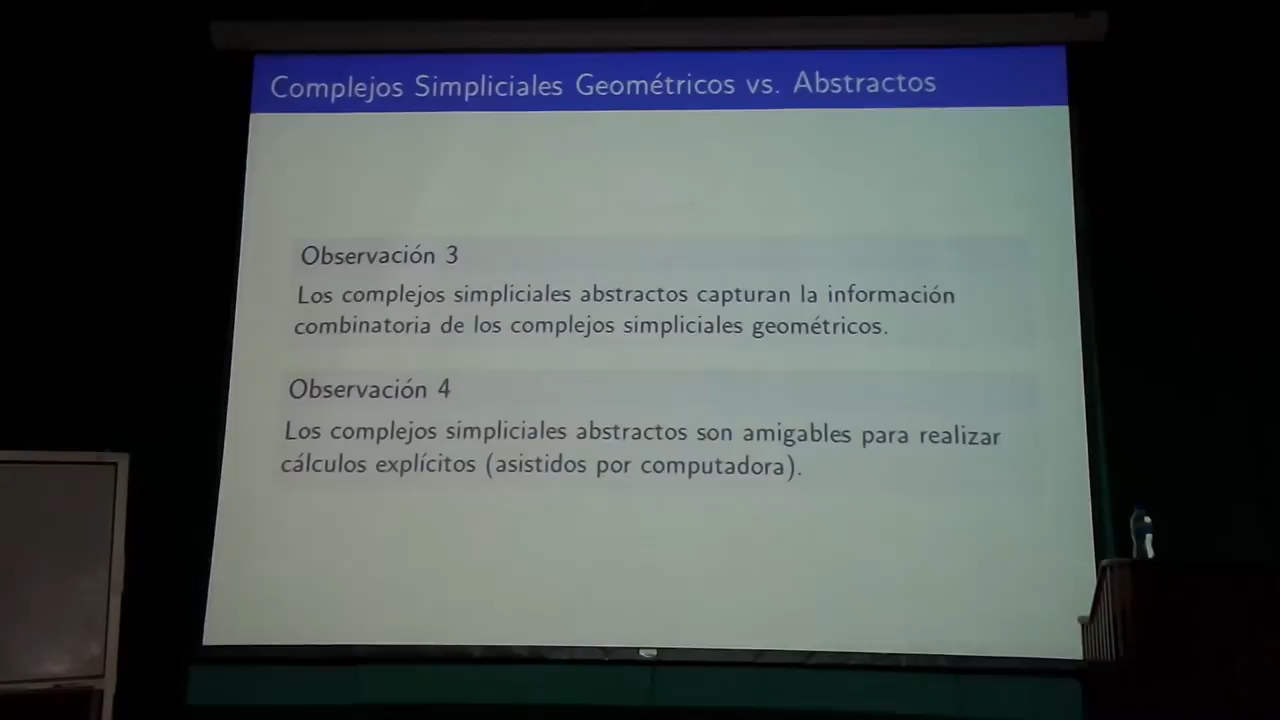 Complejos Simpliciales Geométricos vs. Abstractos
Observación 3
Los complejos simpliciales abstractos capturan la información
combinatoria de los complejos simpliciales geométricos.
Observación 4
Los complejos simpliciales abstractos son amigables para realizar
cálculos explícitos (asistidos por computadora).